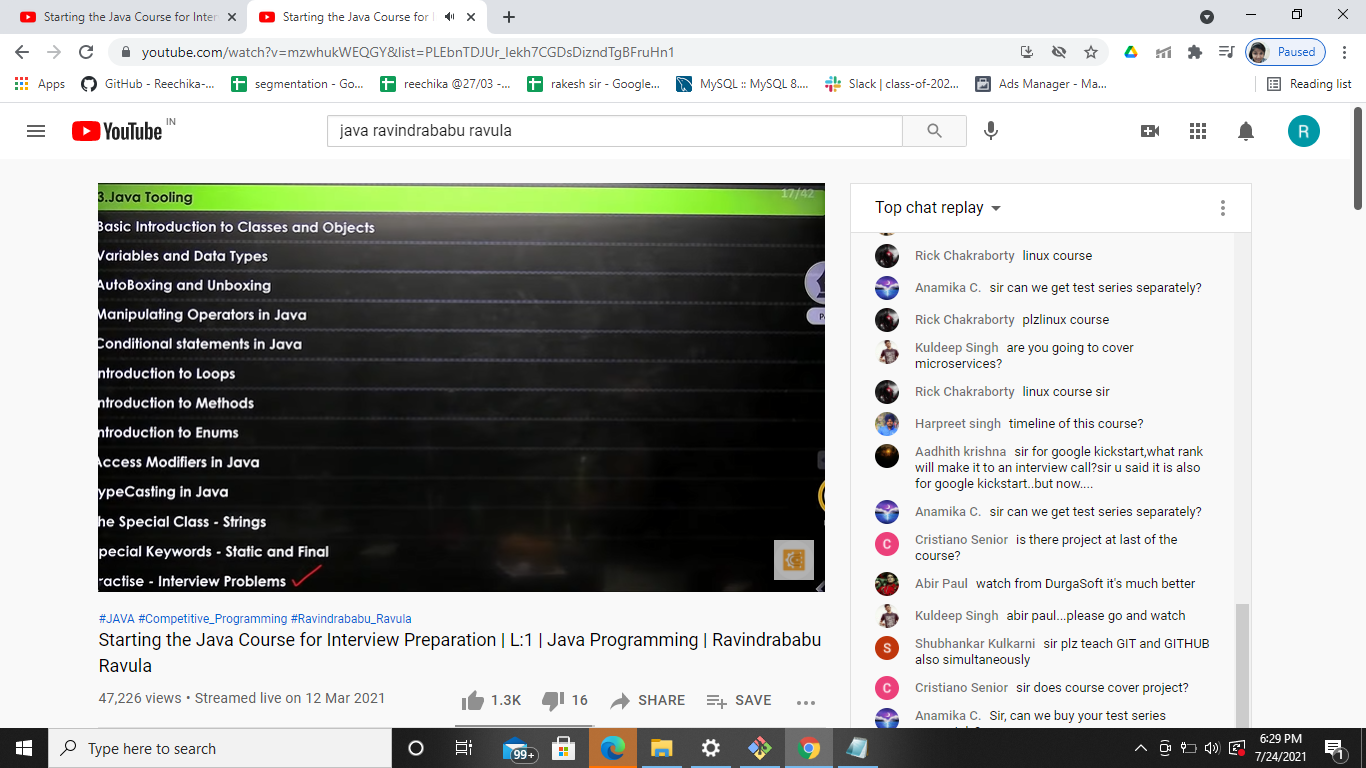 Starting the Java Course for Inter
Starting the Java Course for I
youtube.com/watch?v=mzwhukWEQGY&list=PLEbnTDJUr_Iekh7CGDsDizndTgBFruHn1
Paused
Apps
GitHub - Reechika-...
segmentation - Go...
reechika @27/03 -...
rakesh sir - Google...
MySQL :: MySQL 8....
Slack | class-of-202...
Ads Manager - Ma...
Reading list
YouTube IN
java ravindrababu ravula
R
3.Java Tooling
17/42
Basic Introduction to Classes and Objects
Variables and Data Types
AutoBoxing and Unboxing
Manipulating Operators in Java
Conditional statements in Java
ntroduction to Loops
ntroduction to Methods
ntroduction to Enums
Access Modifiers in Java
ypeCasting in Java
he Special Class - Strings
pecial Keywords - Static and Final
ractise - Interview Problems
#JAVA #Competitive_Programming #Ravindrababu_Ravula
Starting the Java Course for Interview Preparation | L:1 | Java Programming | Ravindrababu
Ravula
47,226 views • Streamed live on 12 Mar 2021
1.3K
16
SHARE
SAVE
Top chat replay
Rick Chakraborty linux course
Anamika C. sir can we get test series separately?
Rick Chakraborty plzlinux course
Kuldeep Singh are you going to cover
microservices?
Rick Chakraborty linux course sir
Harpreet singh timeline of this course?
Aadhith krishna sir for google kickstart,what rank
will make it to an interview call?sir u said it is also
for google kickstart..but now....
Anamika C. sir can we get test series separately?
C
Cristiano Senior is there project at last of the
course?
Abir Paul watch from DurgaSoft it's much better
Kuldeep Singh abir paul...please go and watch
S
Shubhankar Kulkarni sir plz teach GIT and GITHUB
also simultaneously
C
Cristiano Senior sir does course cover project?
Anamika C. Sir, can we buy your test series
Type here to search
99+
6:29 PM
7/24/2021
1